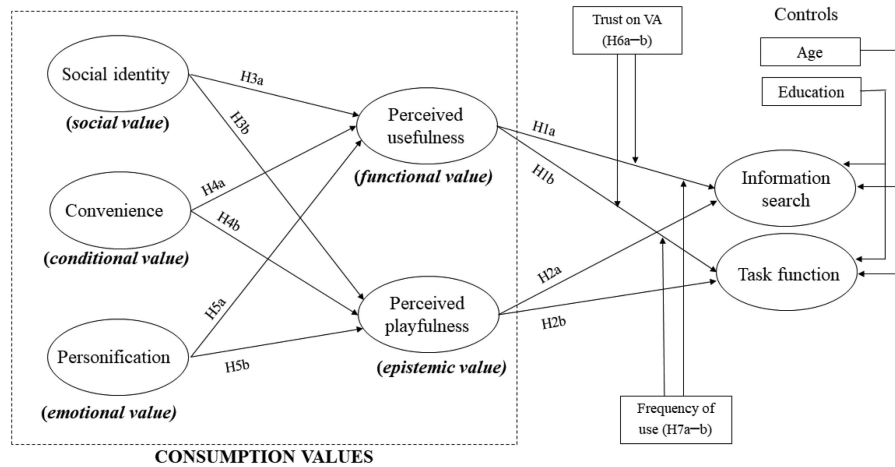 Social identity
(social value)
Convenience
(conditional value)
Personification
(emotional value)
H3a
H3b
H4a
H4b
H5a
H5b
Perceived
usefulness
(functional value)
Perceived
playfulness
(epistemic value)
CONSUMPTION VALUES
H1a
H1b
H2a
H2b
Trust on VA
(H6a–b)
Frequency of
use (H7a–b)
Information
search
Task function
Controls
Age
Education